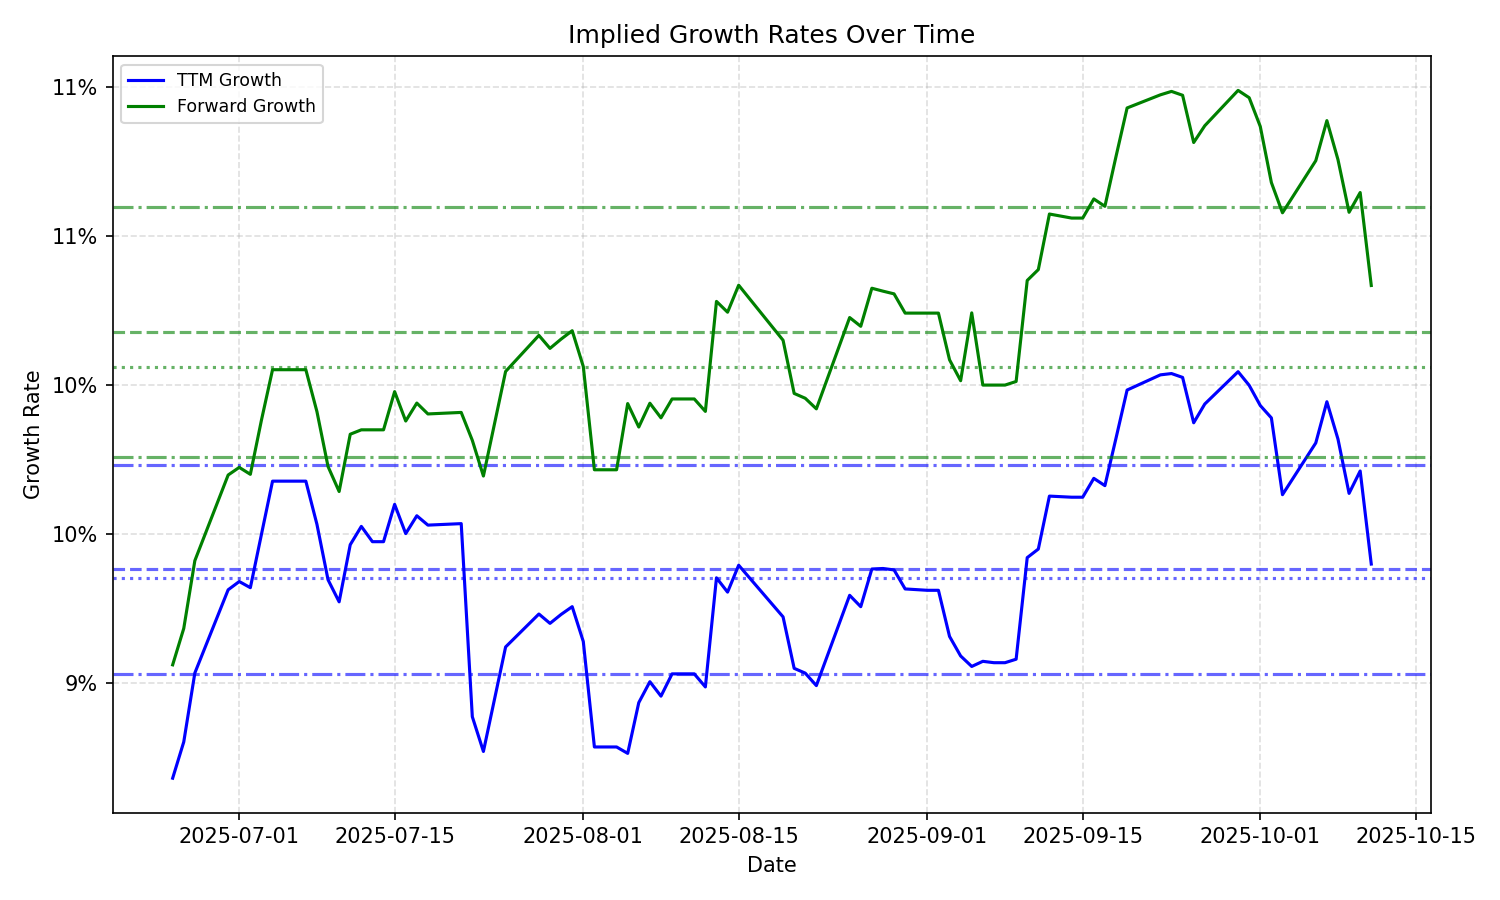 Implied Growth Rates Over Time
TTM Growth
Forward Growth
11%
11%
10%
10%
9%
Growth Rate
2025-07-01
2025-07-15
2025-08-01
2025-08-15
2025-09-01
2025-09-15
2025-10-01
2025-10-15
Date